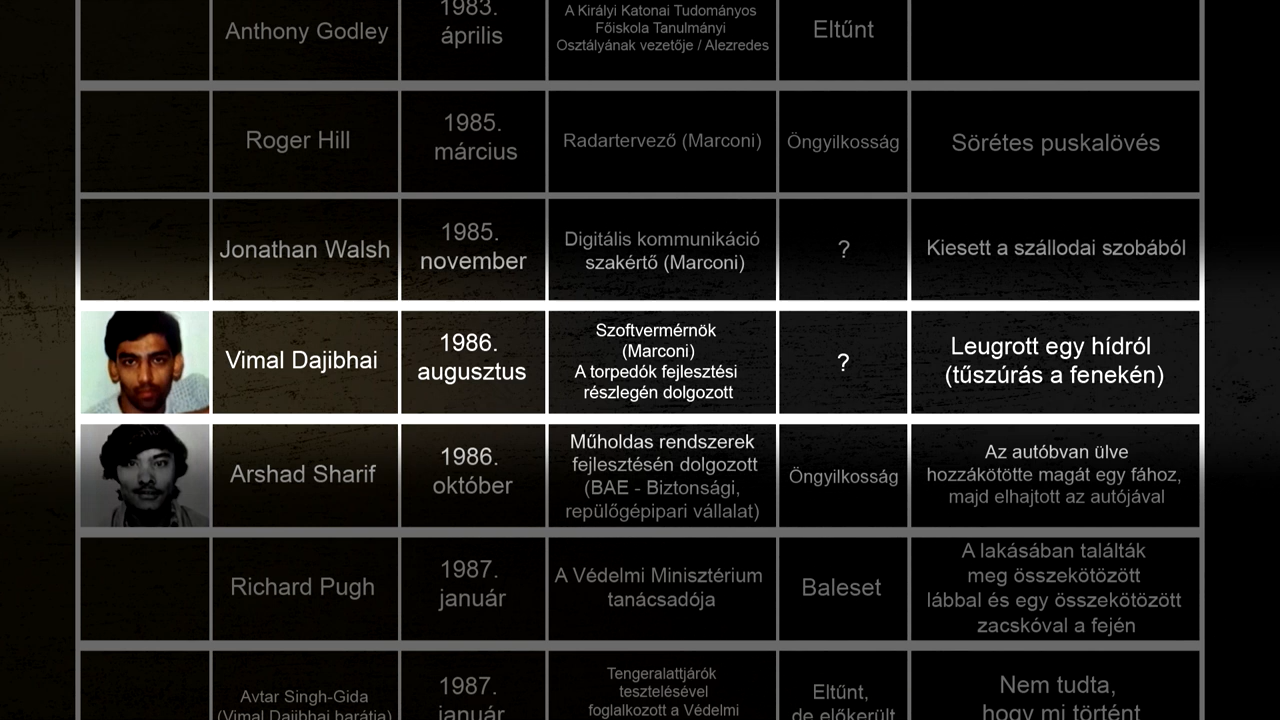 1983.
április
Anthony Godley
A Királyi Katonai Tudományos
Főiskola Tanulmányi
Osztályának vezetője / Alezredes
Eltűnt
Roger Hill
1985.
március
Radartervező (Marconi)
Öngyilkosság
Sörétes puskalövés
Jonathan Walsh
1985.
november
Digitális kommunikáció
szakértő (Marconi)
?
Kiesett a szállodai szobából
Vimal Dajibhai
1986.
augusztus
Szoftvermérnök
(Marconi)
A torpedók fejlesztési
részlegén dolgozott
?
Leugrott egy hídról
(tűszúrás a fenekén)
Arshad Sharif
1986.
október
Műholdas rendszerek
fejlesztésén dolgozott
(BAE - Biztonsági,
repülőgépipari vállalat)
Öngyilkosság
Az autóbvan ülve
hozzákötötte magát egy fához,
majd elhajtott az autójával
Richard Pugh
1987.
január
A Védelmi Minisztérium
tanácsadója
Baleset
A lakásában találták
meg összekötözött
lábbal és egy összekötözött
zacskóval a fején
Avtar Singh-Gida
(Vimal Dajibhai barátja)
1987.
január
Tengeralattjárók
tesztelésével
foglalkozott a Védelmi
Eltűnt,
de előkerült
Nem tudta,
hogy mi történt